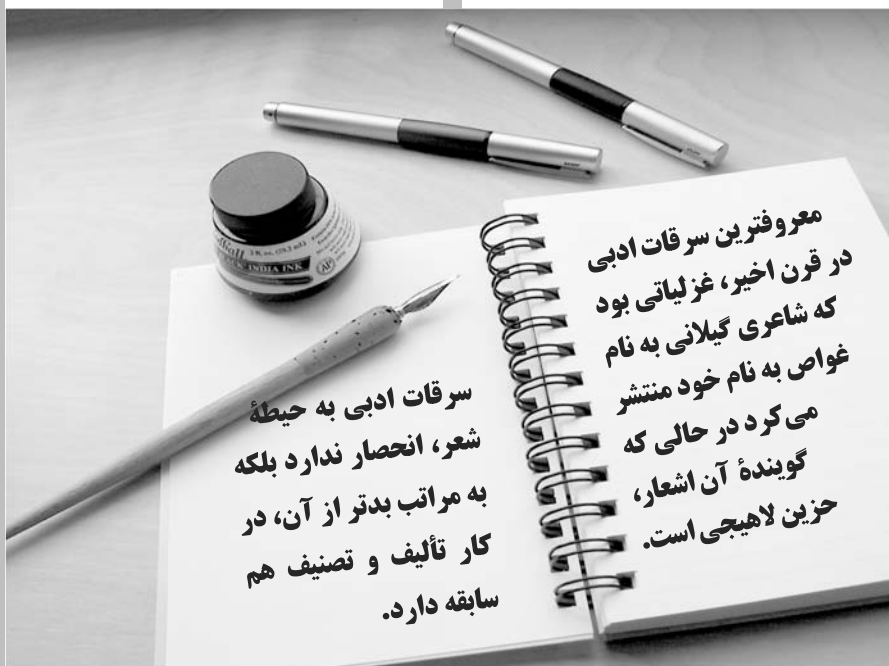 معروفترین سرقات ادبی
در قرن اخیر، غزلیاتی بود
که شاعری گیلانی به نام
غواص به نام خود منتشر
می‌کرد در حالی که
گویندهٔ آن اشعار،
حزین لاهیجی است.
سرقات ادبی به حیطهٔ
شعر، انحصار ندارد بلکه
به مراتب بدتر از آن، در
کار تألیف و تصنیف هم
سابقه دارد.
INDIA INK